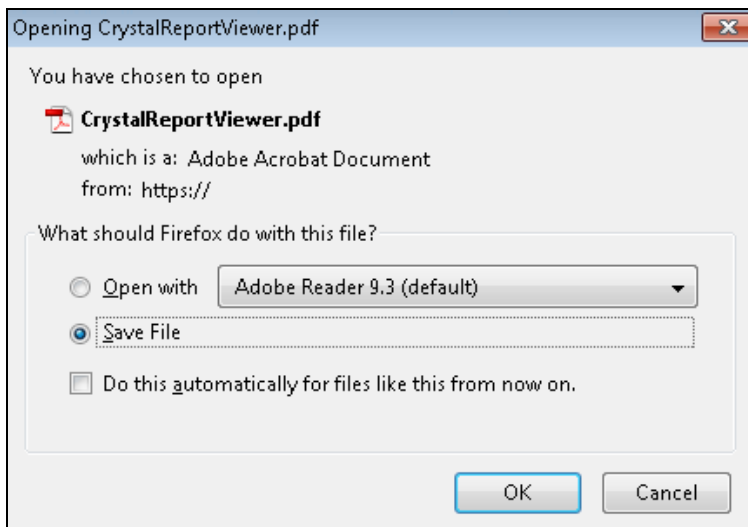 Opening CrystalReportViewer.pdf
You have chosen to open
CrystalReportViewer.pdf
which is a: Adobe Acrobat Document
from: https://
What should Firefox do with this file?
Open with Adobe Reader 9.3 (default)
Save File
Do this automatically for files like this from now on.
OK Cancel